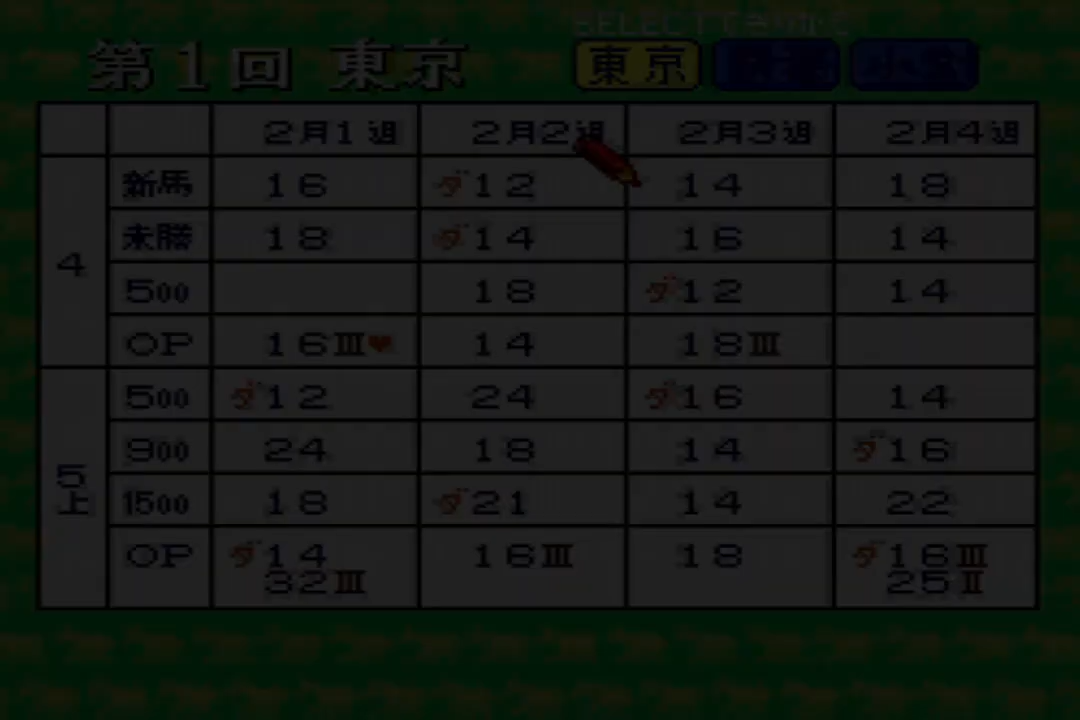 第1回 東京
東京
2月1週 2月2週 2月3週 2月4週
4
新馬 16 ダ12 14 18
未勝 18 ダ14 16 14
500 18 ダ12 14
OP 16Ⅲ♥ 14 18Ⅲ
5上
500 ダ12 24 ダ16 14
900 24 18 14 ダ16
1500 18 ダ21 14 22
OP ダ14 16Ⅲ 18 ダ16Ⅲ
32Ⅲ 25Ⅱ